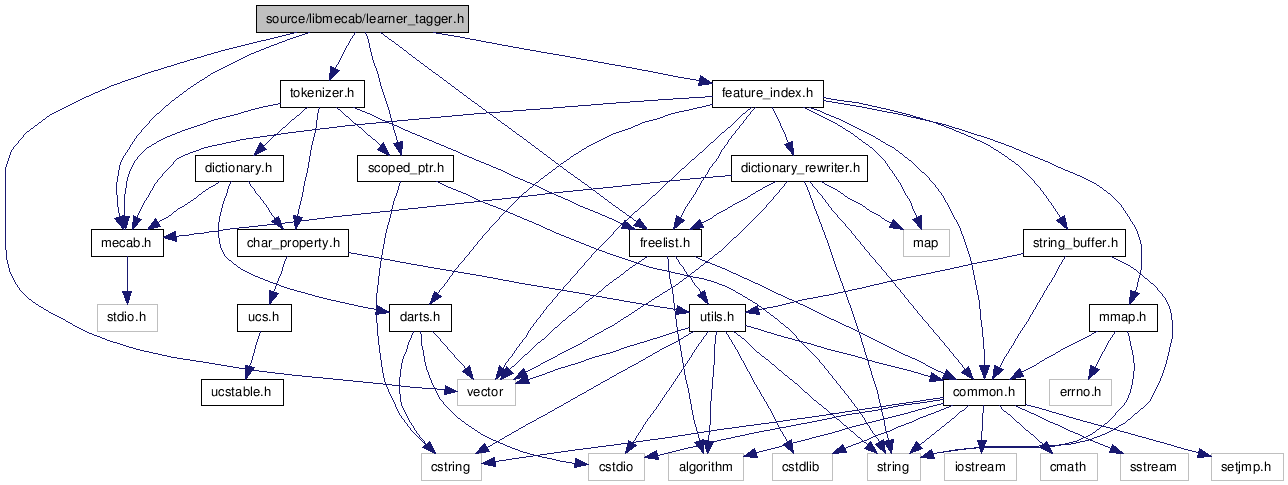 source/libmecab/learner_tagger.h
tokenizer.h
feature_index.h
dictionary.h
scoped_ptr.h
dictionary_rewriter.h
mecab.h
char_property.h
freelist.h
map
string_buffer.h
stdio.h
ucs.h
darts.h
utils.h
mmap.h
ucstable.h
vector
common.h
errno.h
cstring
cstdio
algorithm
cstdlib
string
iostream
cmath
sstream
setjmp.h